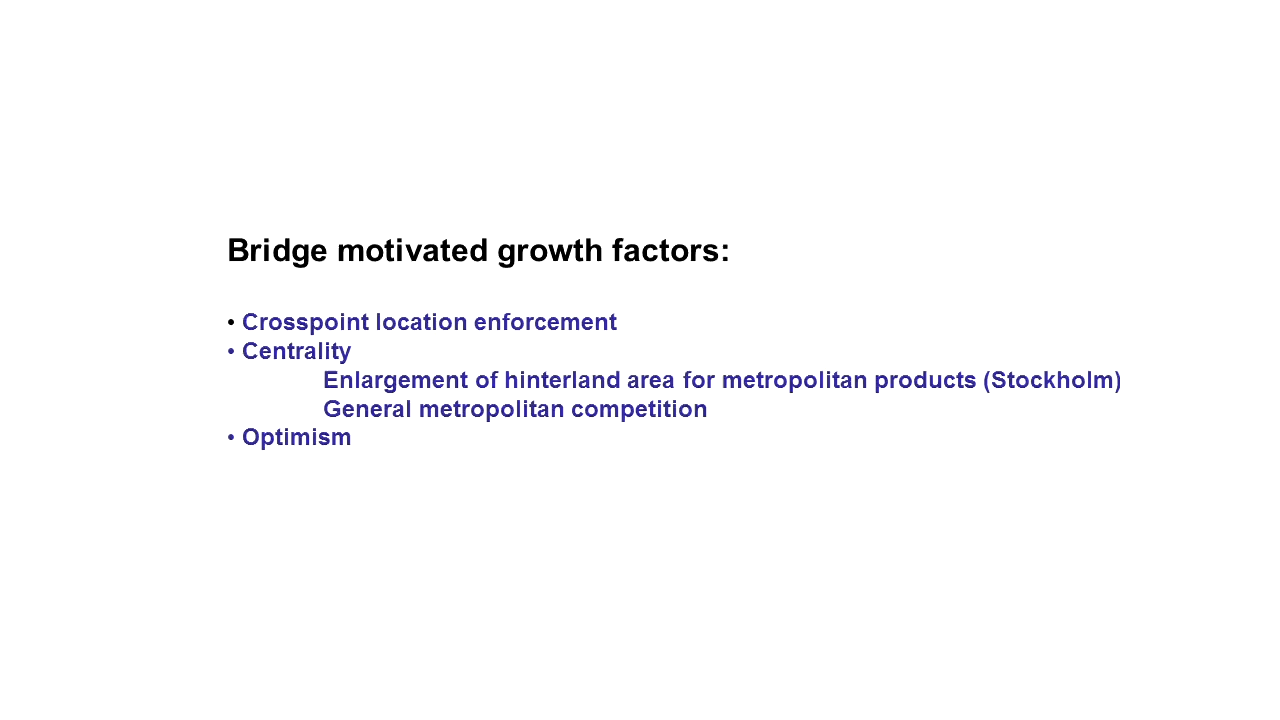 Bridge motivated growth factors:
• Crosspoint location enforcement
• Centrality
Enlargement of hinterland area for metropolitan products (Stockholm)
General metropolitan competition
• Optimism